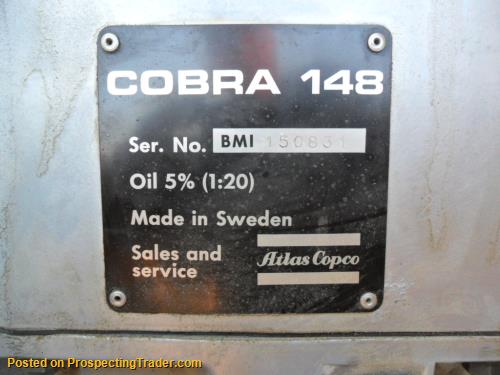 COBRA 148
Ser. No. BMI 150831
Oil 5% (1:20)
Made in Sweden
Sales and
service
Atlas Copco
Posted on ProspectingTrader.com